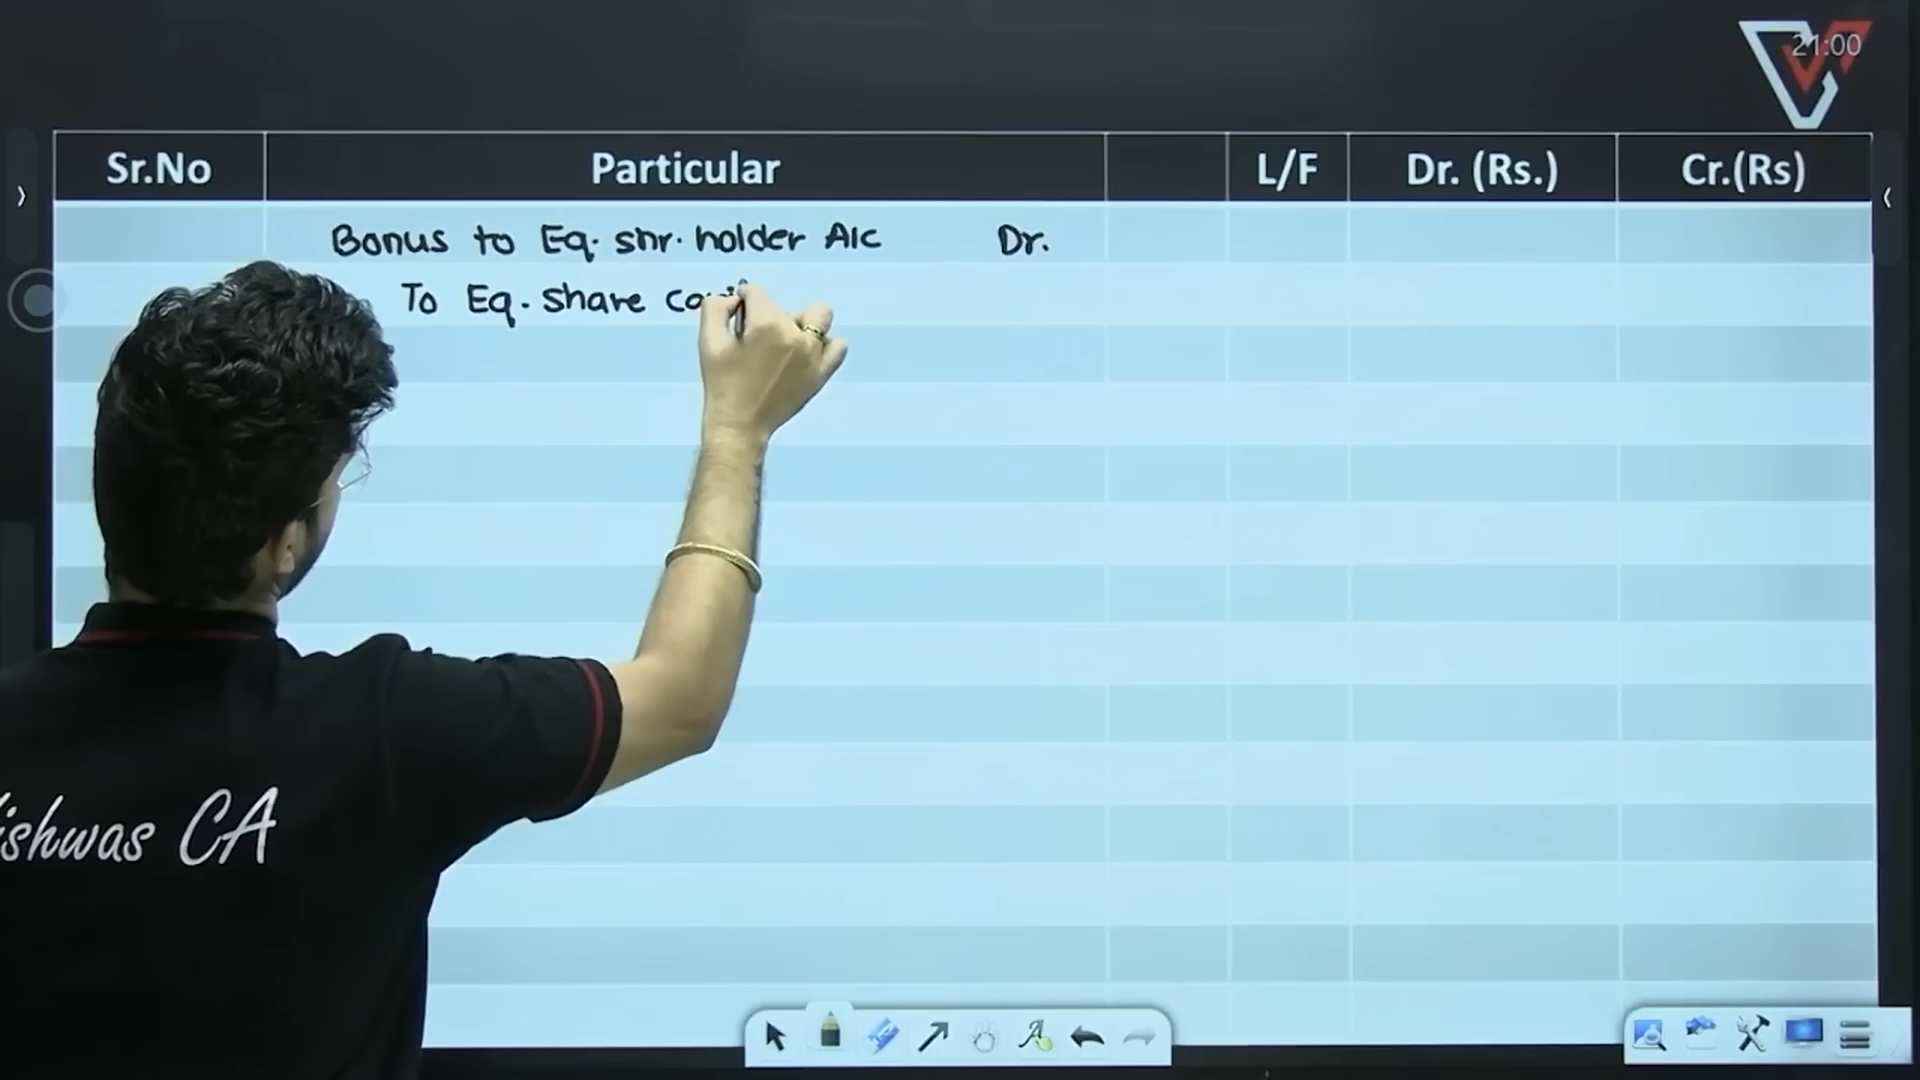 21:00
Sr.No Particular L/F Dr. (Rs.) Cr.(Rs)
Bonus to Eq. shr. holder A/c Dr.
To Eq. share
ishwas CA